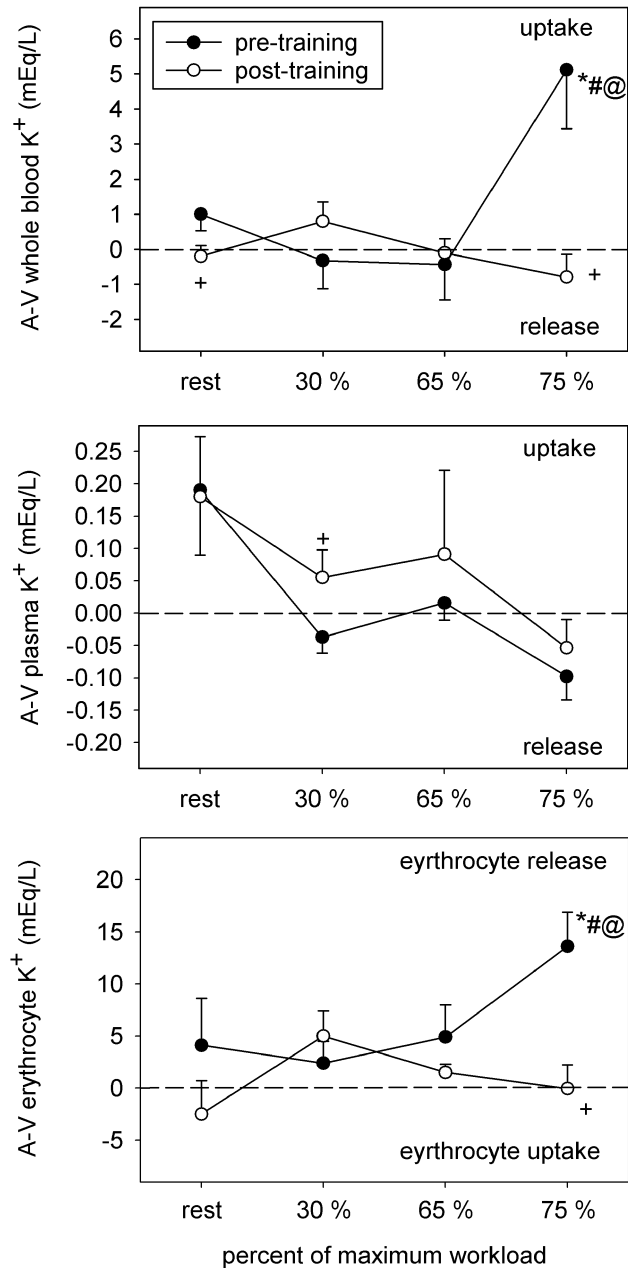 A-V whole blood K+ (mEq/L)
6
5
4
3
2
1
0
-1
-2
pre-training
post-training
uptake
*#@
+
+
release
rest 30 % 65 % 75 %
A-V plasma K+ (mEq/L)
0.25
0.20
0.15
0.10
0.05
0.00
-0.05
-0.10
-0.15
-0.20
uptake
+
release
rest 30 % 65 % 75 %
A-V erythrocyte K+ (mEq/L)
20
15
10
5
0
-5
eyrthrocyte release
*#@
+
eyrthrocyte uptake
rest 30 % 65 % 75 %
percent of maximum workload